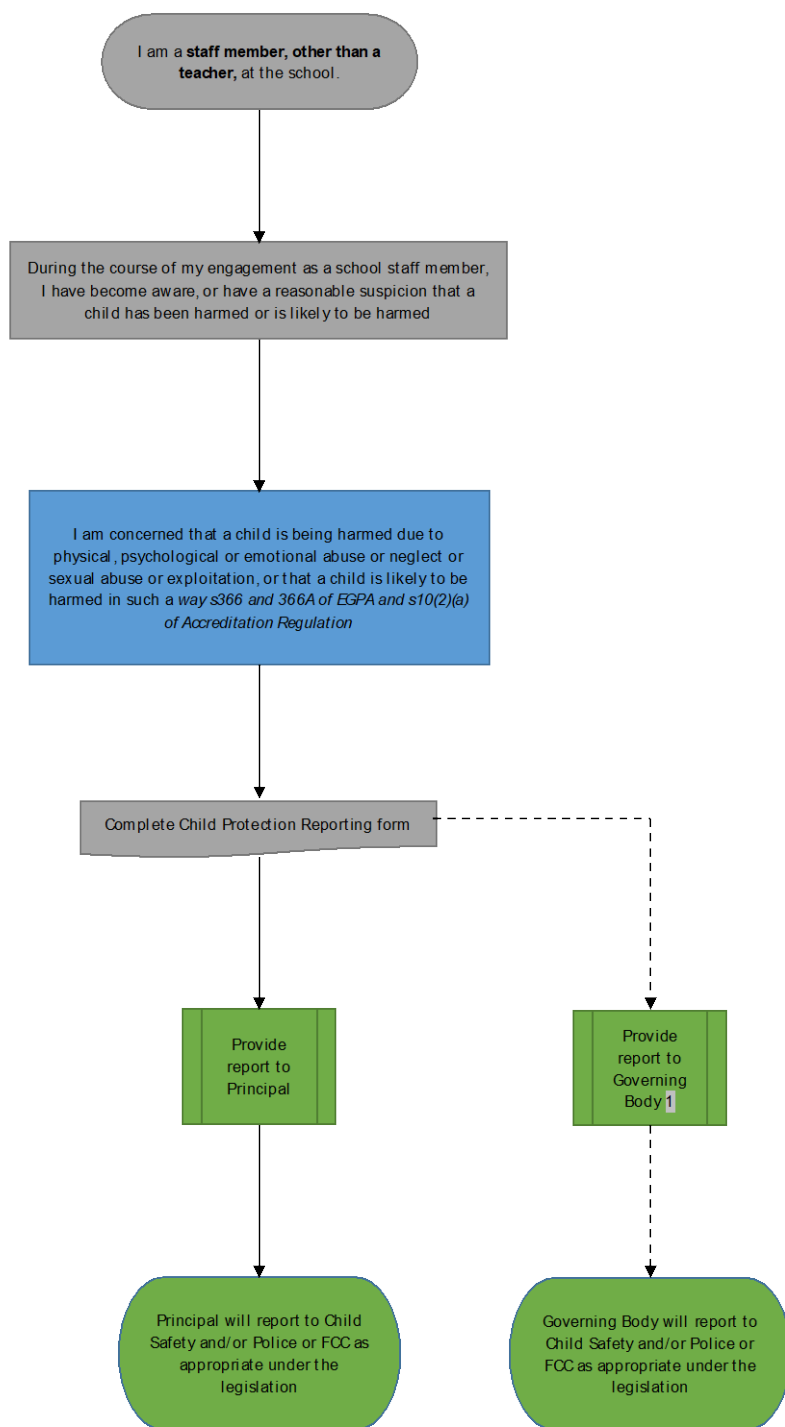 I am a staff member, other than a
teacher, at the school.
During the course of my engagement as a school staff member,
I have become aware, or have a reasonable suspicion that a
child has been harmed or is likely to be harmed
I am concerned that a child is being harmed due to
physical, psychological or emotional abuse or neglect or
sexual abuse or exploitation, or that a child is likely to be
harmed in such a way s366 and 366A of EGPA and s10(2)(a)
of Accreditation Regulation
Complete Child Protection Reporting form
Provide
report to
Principal
Provide
report to
Governing
Body 1
Principal will report to Child
Safety and/or Police or FCC as
appropriate under the
legislation
Governing Body will report to
Child Safety and/or Police or
FCC as appropriate under the
legislation